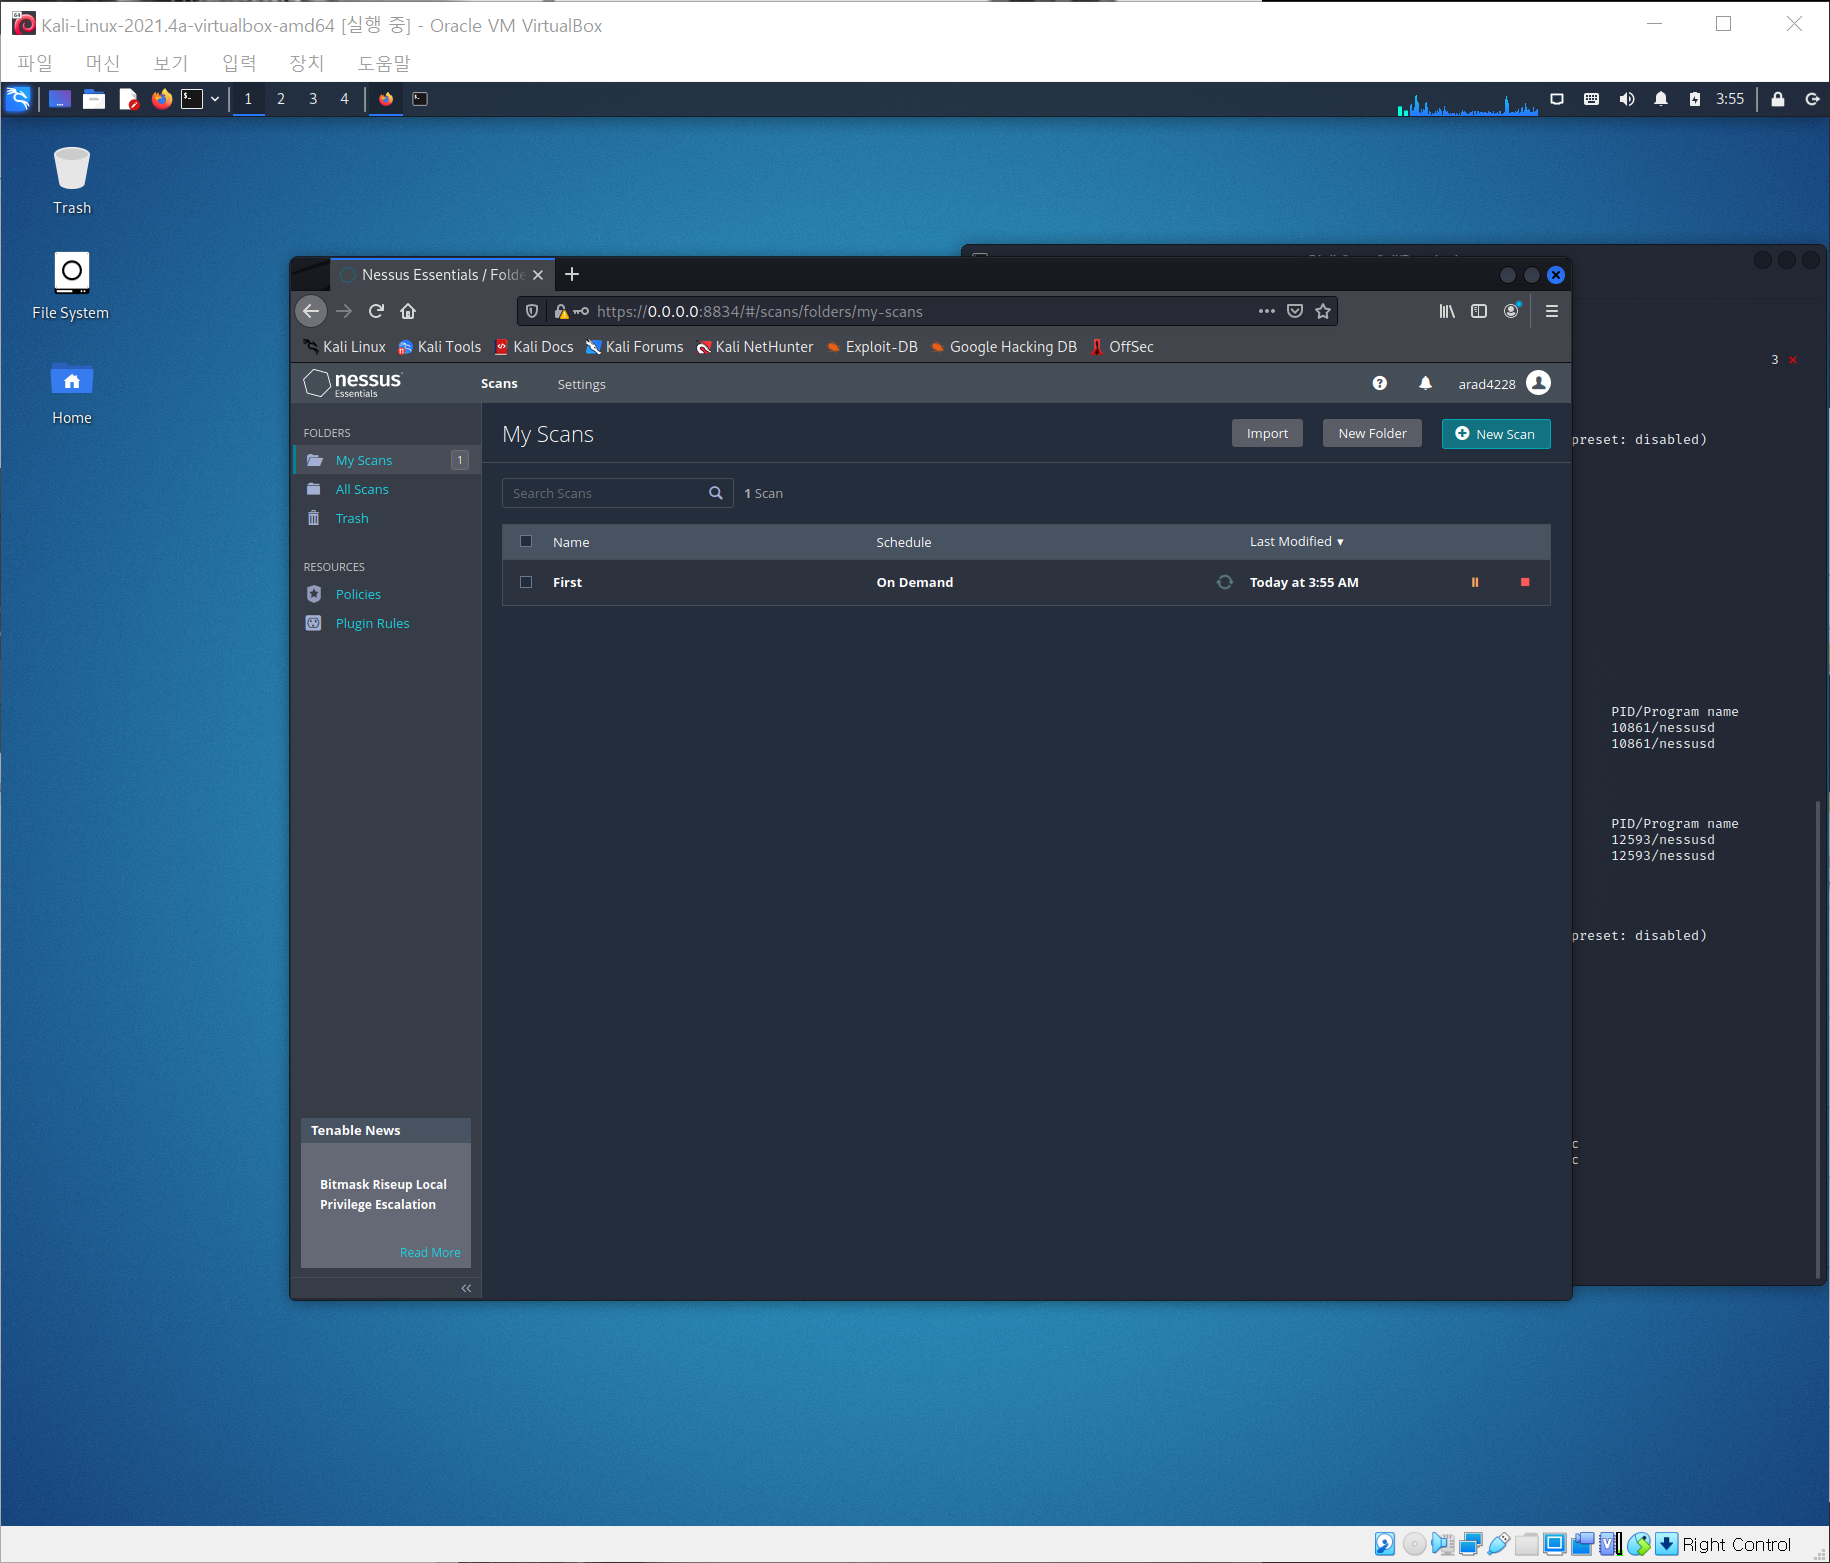 Kali-Linux-2021.4a-virtualbox-amd64 [실행 중] - Oracle VM VirtualBox
파일 머신 보기 입력 장치 도움말
1 2 3 4 3:55
Trash
File System
Home
Nessus Essentials / Folde
https://0.0.0.0:8834/#/scans/folders/my-scans
Kali Linux Kali Tools Kali Docs Kali Forums Kali NetHunter Exploit-DB Google Hacking DB OffSec
nessus Essentials Scans Settings arad4228
FOLDERS
My Scans 1
All Scans
Trash
RESOURCES
Policies
Plugin Rules
Tenable News
Bitmask Riseup Local
Privilege Escalation
Read More
My Scans Import New Folder New Scan
Search Scans 1 Scan
Name Schedule Last Modified
First On Demand Today at 3:55 AM
3
preset: disabled)
PID/Program name
10861/nessusd
10861/nessusd
PID/Program name
12593/nessusd
12593/nessusd
preset: disabled)
c
c
Right Control